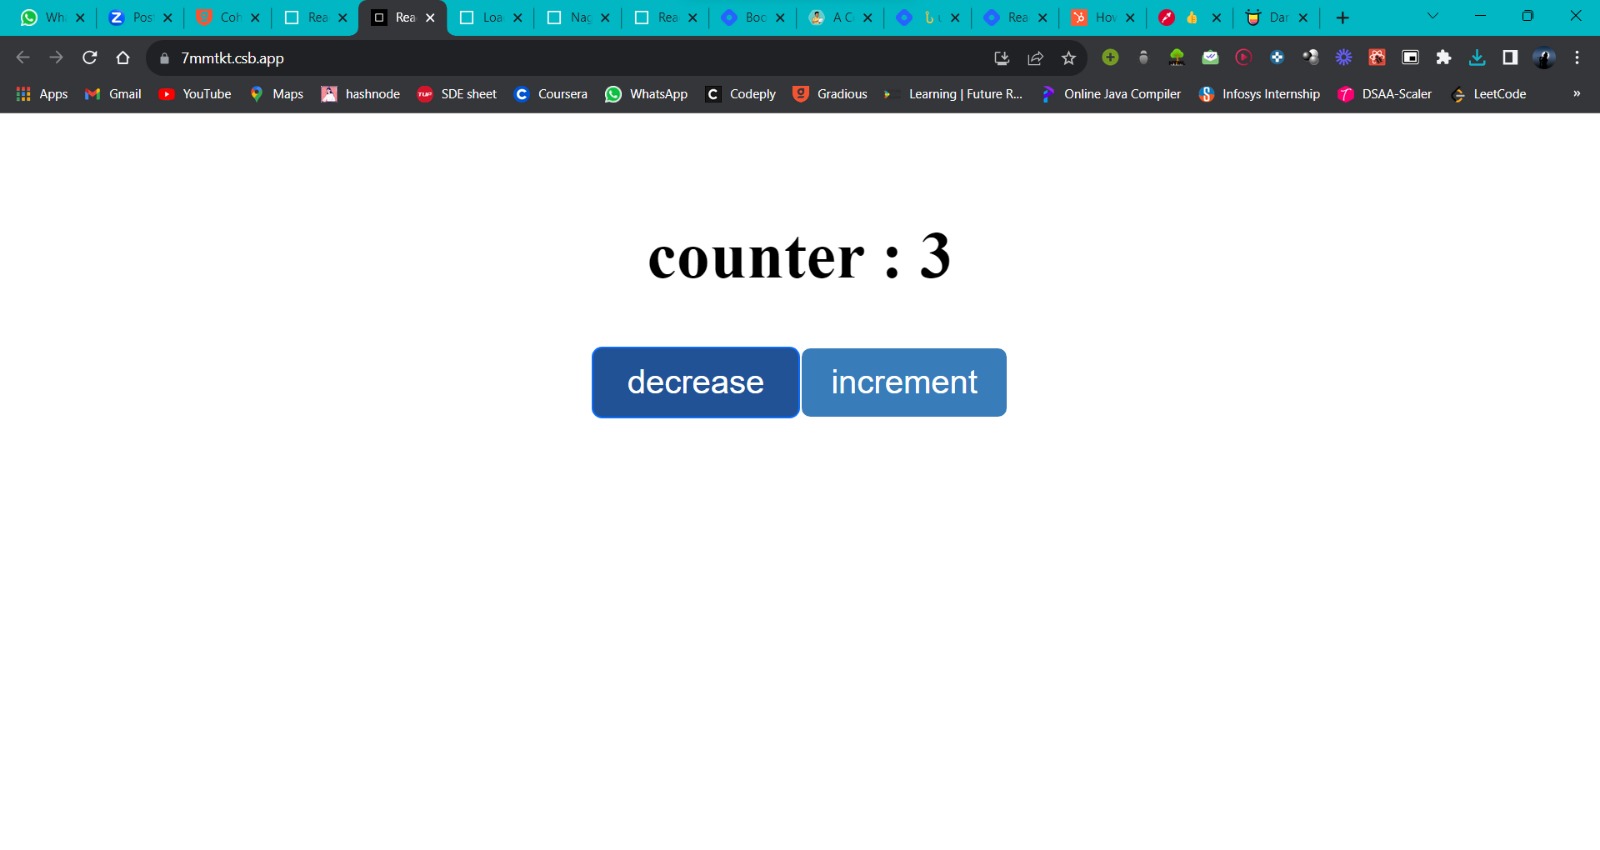 Whi Pos Coh Rea Rea Loa Nag Rea Boc A C Rea Hov Dar
7mmtkt.csb.app
Apps Gmail YouTube Maps hashnode SDE sheet Coursera WhatsApp Codeply Gradious Learning | Future R... Online Java Compiler Infosys Internship DSAA-Scaler LeetCode »
counter : 3
decrease increment